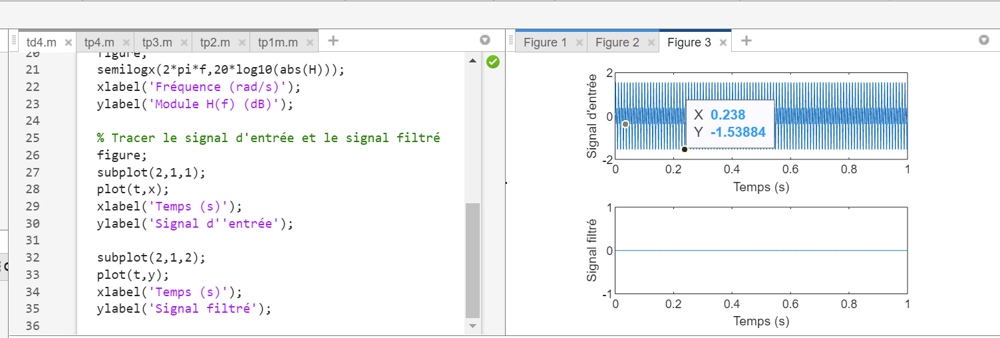 td4.m × tp4.m × tp3.m × tp2.m × tp1m.m × +
20 figure;
21 semilogx(2*pi*f,20*log10(abs(H)));
22 xlabel('Fréquence (rad/s)');
23 ylabel('Module H(f) (dB)');
24
25 % Tracer le signal d'entrée et le signal filtré
26 figure;
27 subplot(2,1,1);
28 plot(t,x);
29 xlabel('Temps (s)');
30 ylabel('Signal d''entrée');
31
32 subplot(2,1,2);
33 plot(t,y);
34 xlabel('Temps (s)');
35 ylabel('Signal filtré');
36
Figure 1 × Figure 2 × Figure 3 × +
Signal d'entrée
2
0
-2
X 0.238
Y -1.53884
0 0.2 0.4 0.6 0.8 1
Temps (s)
Signal filtré
1
0
-1
0 0.2 0.4 0.6 0.8 1
Temps (s)